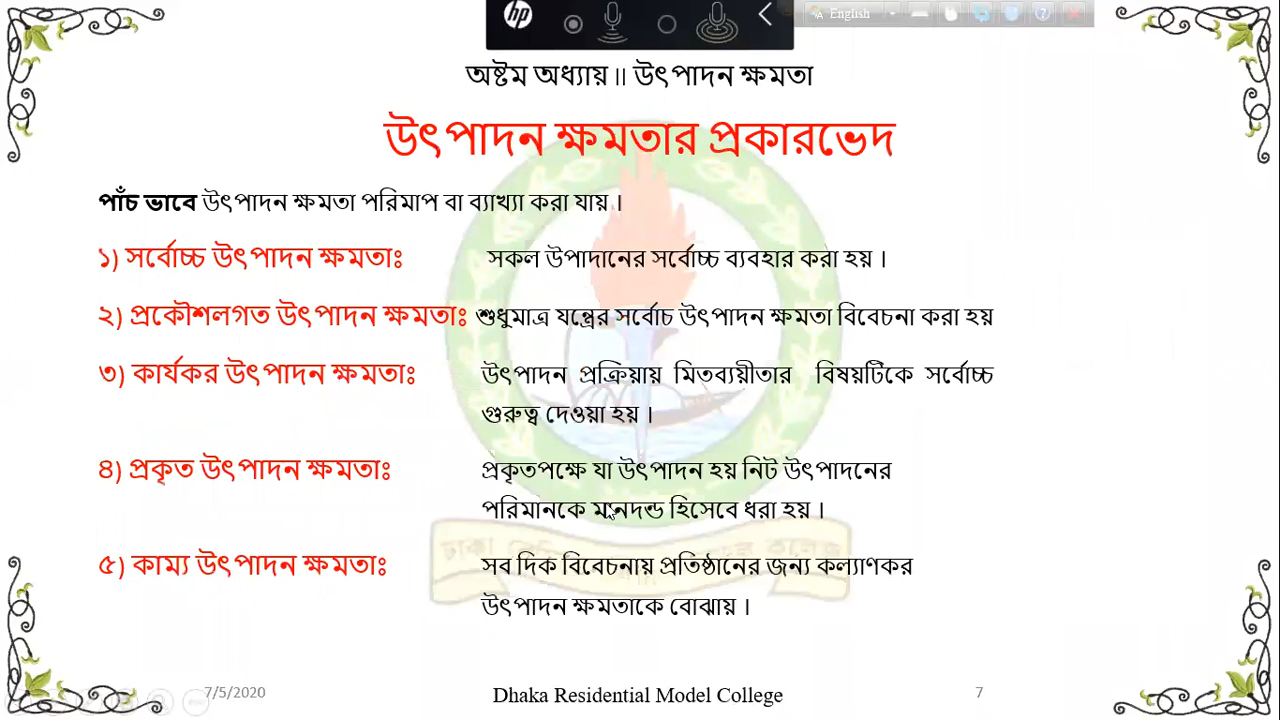 hp
English
অষ্টম অধ্যায় ॥ উৎপাদন ক্ষমতা
উৎপাদন ক্ষমতার প্রকারভেদ
পাঁচ ভাবে উৎপাদন ক্ষমতা পরিমাপ বা ব্যাখ্যা করা যায় ।
১) সর্বোচ্চ উৎপাদন ক্ষমতাঃ সকল উপাদানের সর্বোচ্চ ব্যবহার করা হয় ।
২) প্রকৌশলগত উৎপাদন ক্ষমতাঃ শুধুমাত্র যন্ত্রের সর্বোচ উৎপাদন ক্ষমতা বিবেচনা করা হয়
৩) কার্যকর উৎপাদন ক্ষমতাঃ উৎপাদন প্রক্রিয়ায় মিতব্যয়ীতার বিষয়টিকে সর্বোচ্চ
গুরুত্ব দেওয়া হয় ।
৪) প্রকৃত উৎপাদন ক্ষমতাঃ প্রকৃতপক্ষে যা উৎপাদন হয় নিট উৎপাদনের
পরিমানকে মানদন্ড হিসেবে ধরা হয় ।
৫) কাম্য উৎপাদন ক্ষমতাঃ সব দিক বিবেচনায় প্রতিষ্ঠানের জন্য কল্যাণকর
উৎপাদন ক্ষমতাকে বোঝায় ।
7/5/2020 Dhaka Residential Model College 7